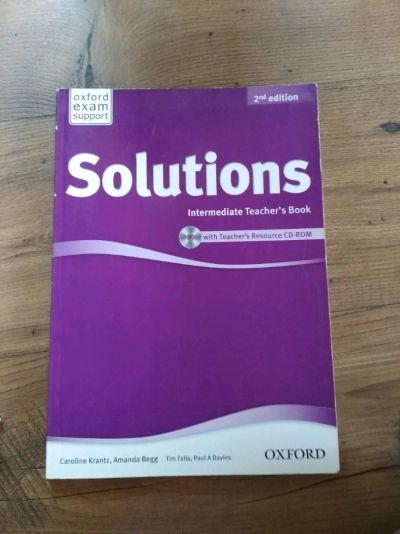 oxford
exam
support
2nd edition
Solutions
Intermediate Teacher's Book
with Teacher's Resource CD-ROM
Caroline Krantz, Amanda Begg Tim Falla, Paul A Davies
OXFORD